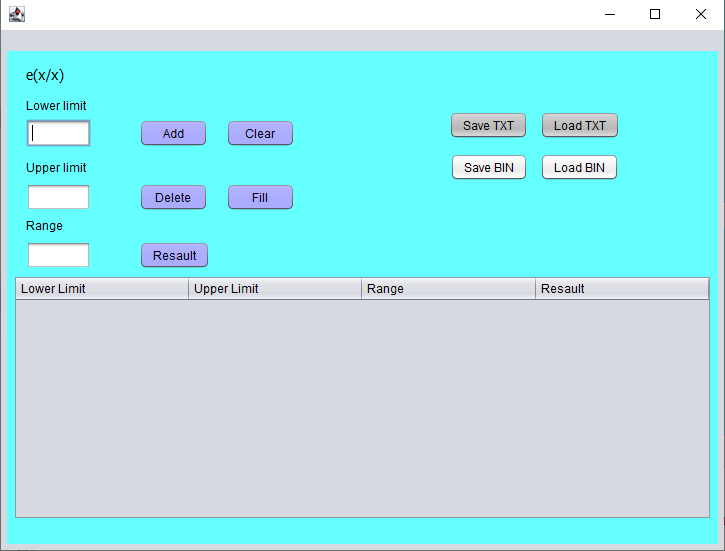 e(x/x)
Lower limit
Add Clear Save TXT Load TXT
Upper limit Save BIN Load BIN
Delete Fill
Range
Resault
Lower Limit Upper Limit Range Resault